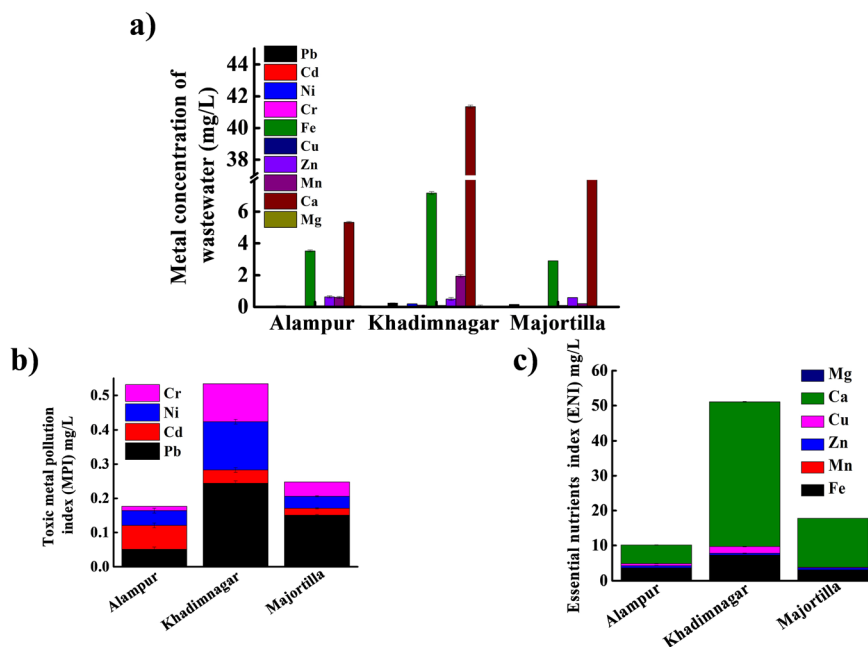 a)
Metal concentration of
wastewater (mg/L)
44
42
40
38
6
4
2
0
Pb
Cd
Ni
Cr
Fe
Cu
Zn
Mn
Ca
Mg
Alampur
Khadimnagar
Majortilla
b)
Toxic metal pollution
index (MPI) mg/L
0.5
0.4
0.3
0.2
0.1
0.0
Cr
Ni
Cd
Pb
Alampur
Khadimnagar
Majortilla
c)
Essential nutrients index (ENI) mg/L
60
50
40
30
20
10
0
Mg
Ca
Cu
Zn
Mn
Fe
Alampur
Khadimnagar
Majortilla